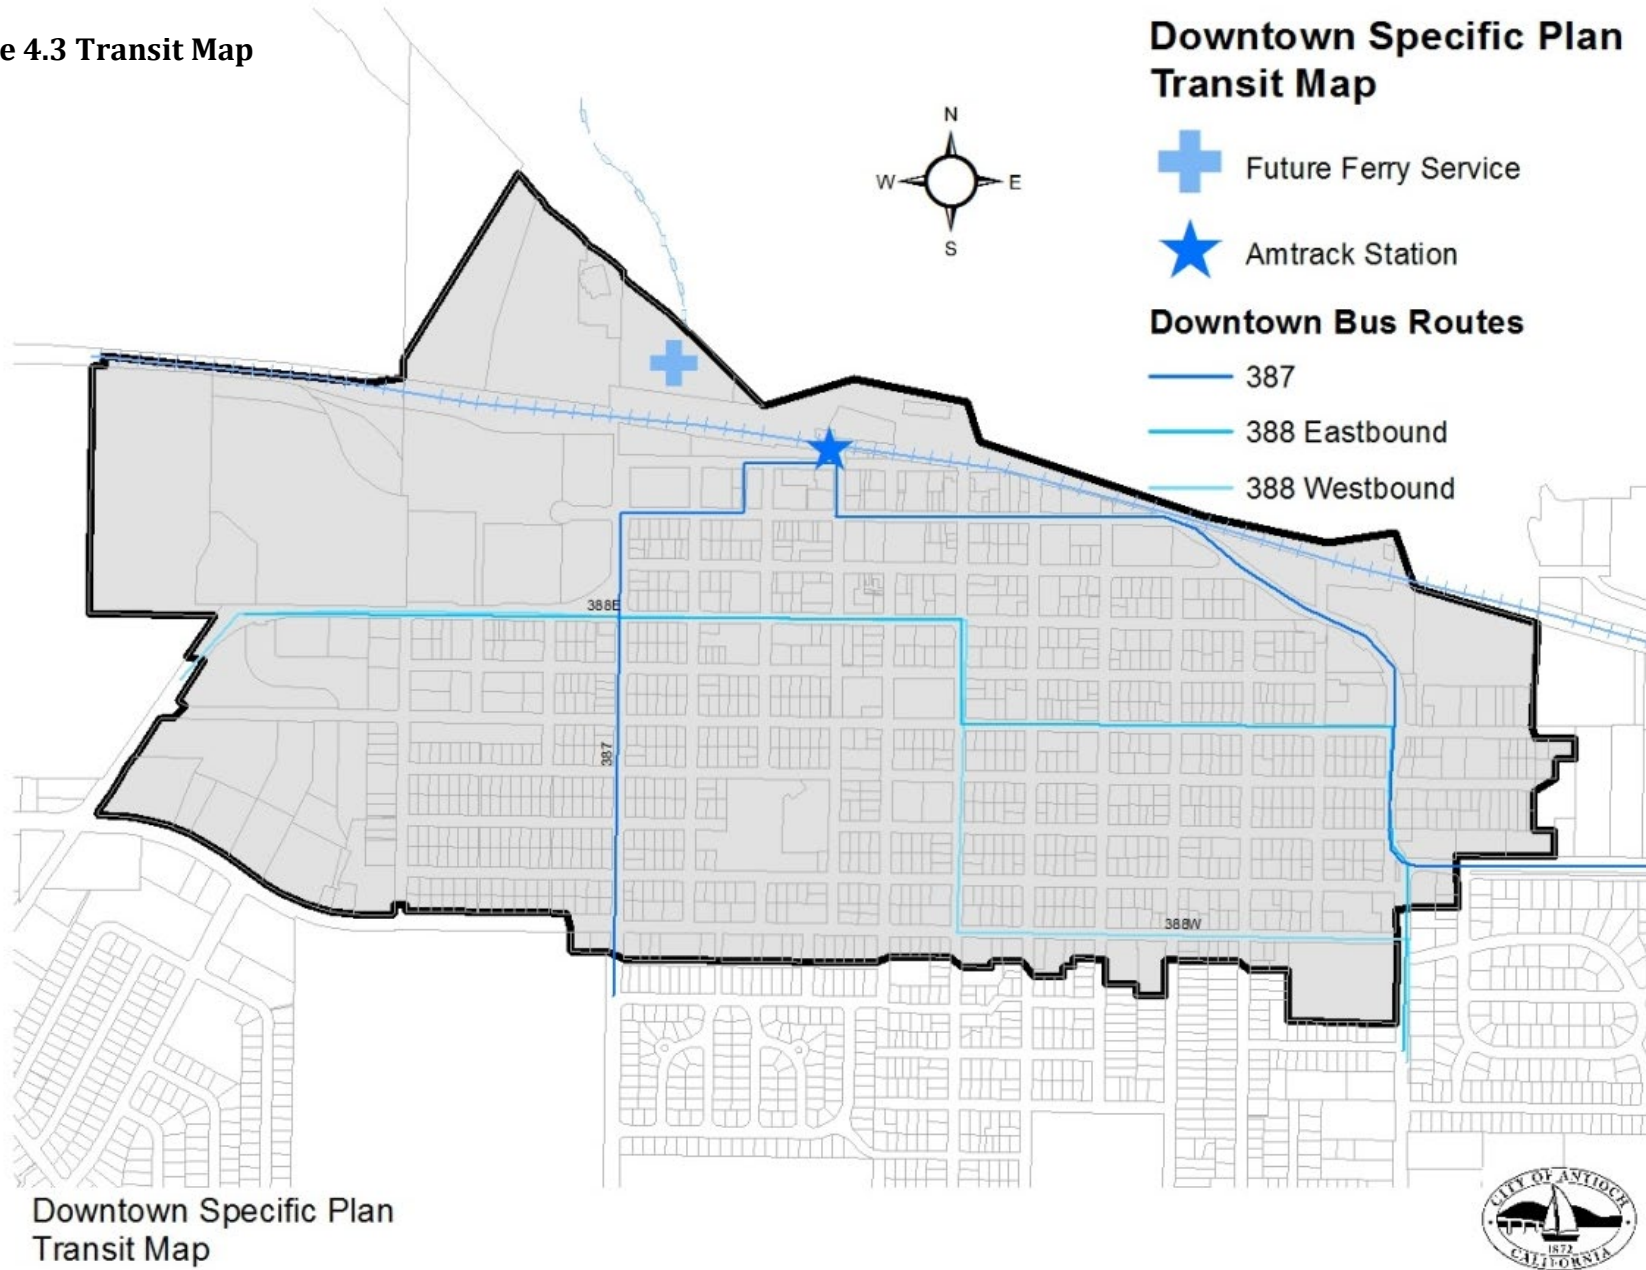 e 4.3 Transit Map
Downtown Specific Plan
Transit Map
N
W
E
S
Future Ferry Service
Amtrack Station
Downtown Bus Routes
387
388 Eastbound
388 Westbound
388E
387
388W
Downtown Specific Plan
Transit Map
CITY OF ANTIOCH
1872
CALIFORNIA